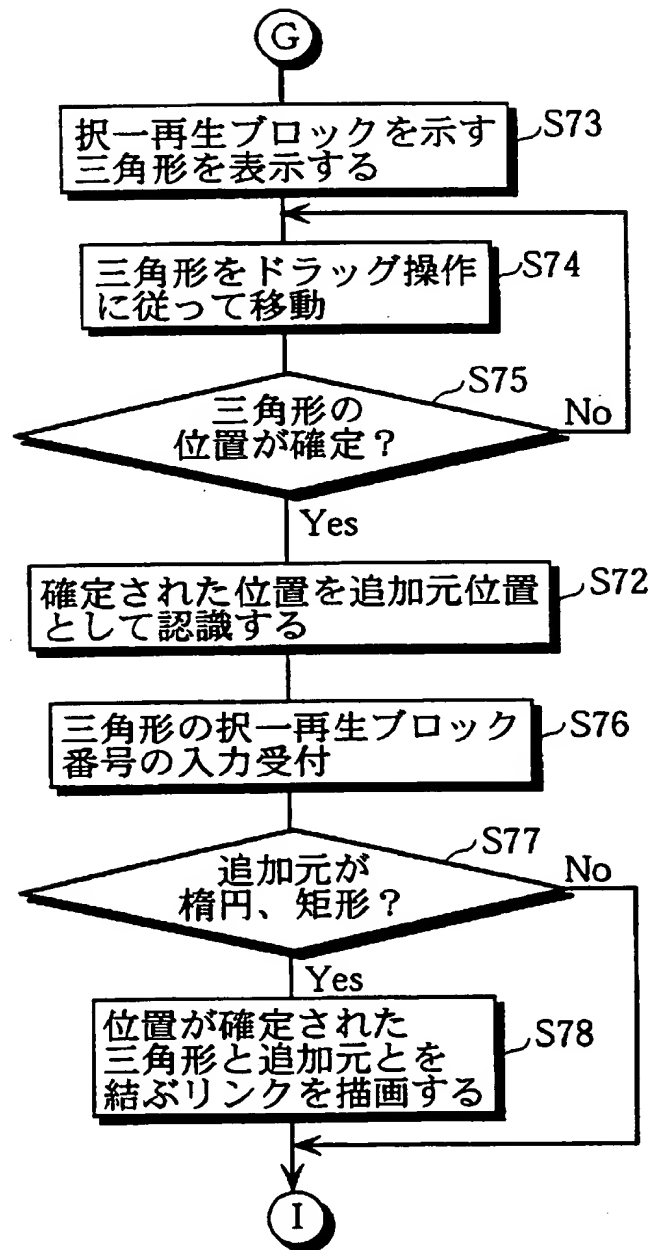 G
択一再生ブロックを示す
三角形を表示する
S73
三角形をドラッグ操作
に従って移動
S74
三角形の
位置が確定？
S75
No
Yes
確定された位置を追加元位置
として認識する
S72
三角形の択一再生ブロック
番号の入力受付
S76
追加元が
楕円、矩形？
S77
No
Yes
位置が確定された
三角形と追加元とを
結ぶリンクを描画する
S78
I